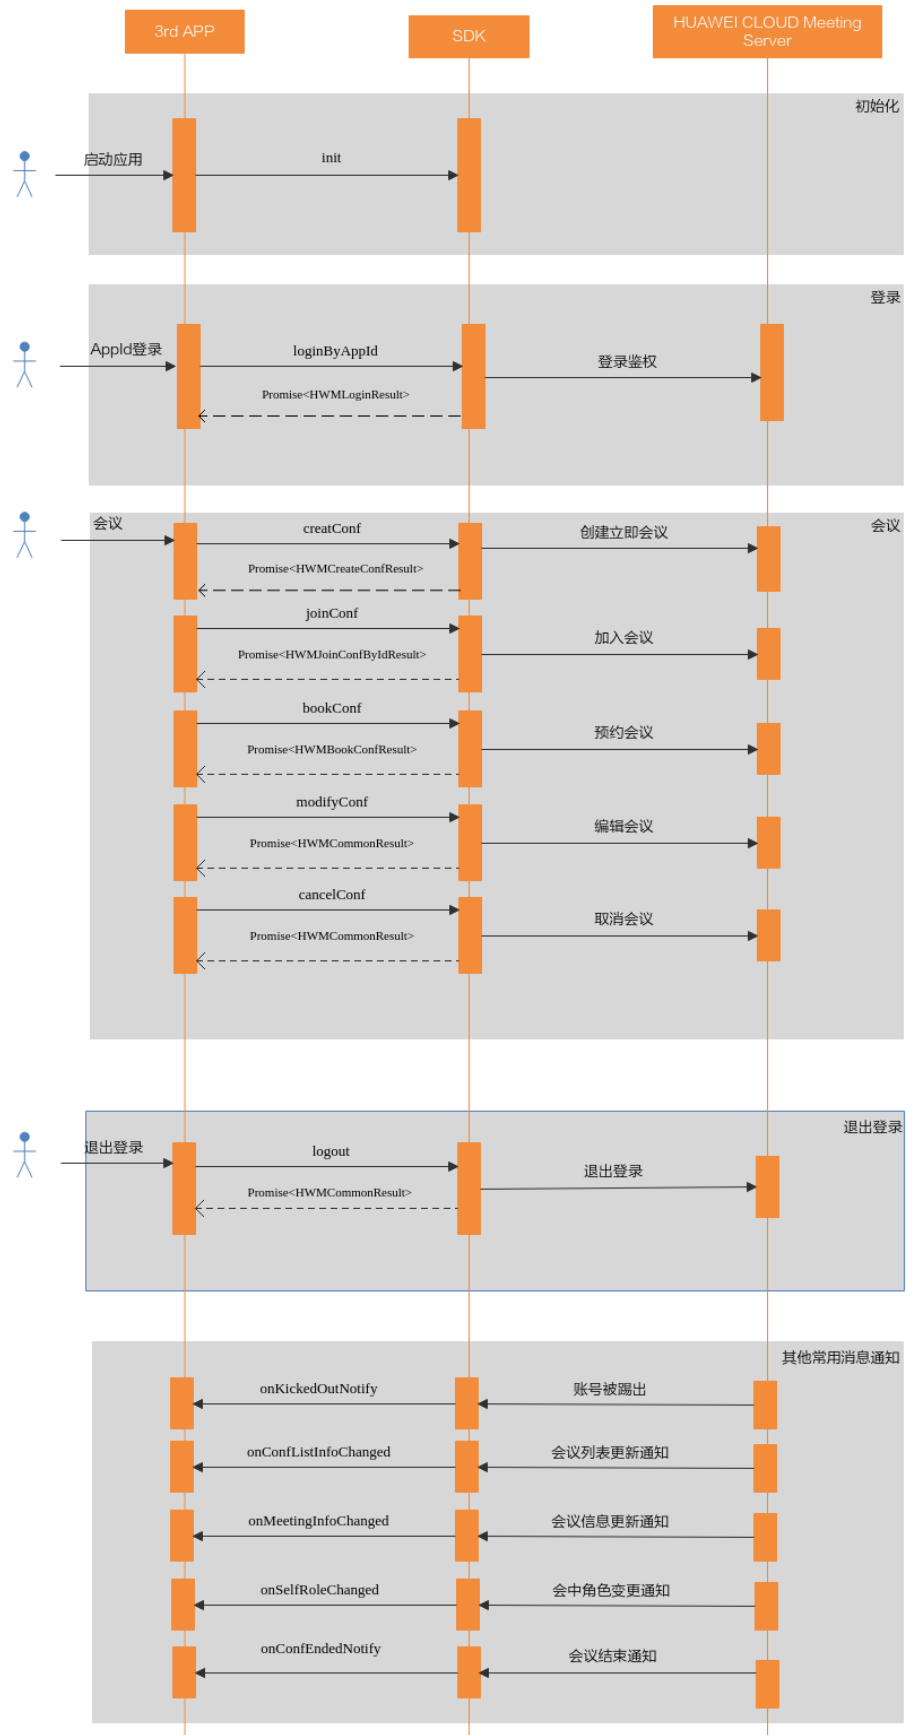 3rd APP
SDK
HUAWEI CLOUD Meeting
Server
初始化
启动应用
init
登录
AppId登录
loginByAppId
登录鉴权
Promise<HWMLoginResult>
会议
会议
creatConf
创建立即会议
Promise<HWMCreateConfResult>
joinConf
加入会议
Promise<HWMJoinConfByIdResult>
bookConf
预约会议
Promise<HWMBookConfResult>
modifyConf
编辑会议
Promise<HWMCommonResult>
cancelConf
取消会议
Promise<HWMCommonResult>
退出登录
退出登录
logout
退出登录
Promise<HWMCommonResult>
其他常用消息通知
onKickedOutNotify
账号被踢出
onConfListInfoChanged
会议列表更新通知
onMeetingInfoChanged
会议信息更新通知
onSelfRoleChanged
会中角色变更通知
onConfEndedNotify
会议结束通知